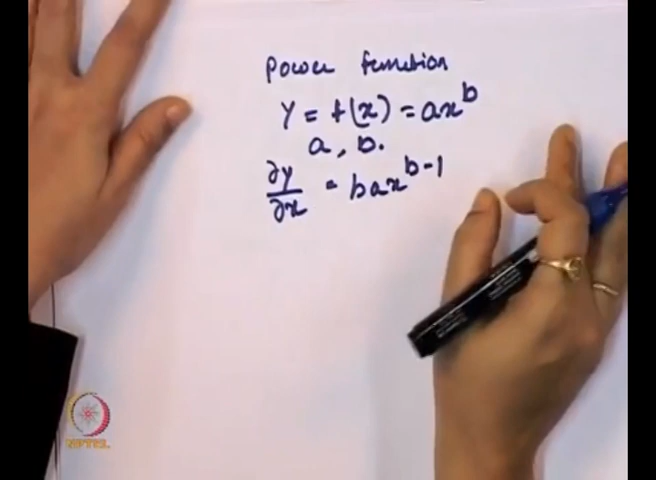 Power function
Y = f(x) = ax^b
a, b.
∂y/∂x = bax^b-1
NPTEL